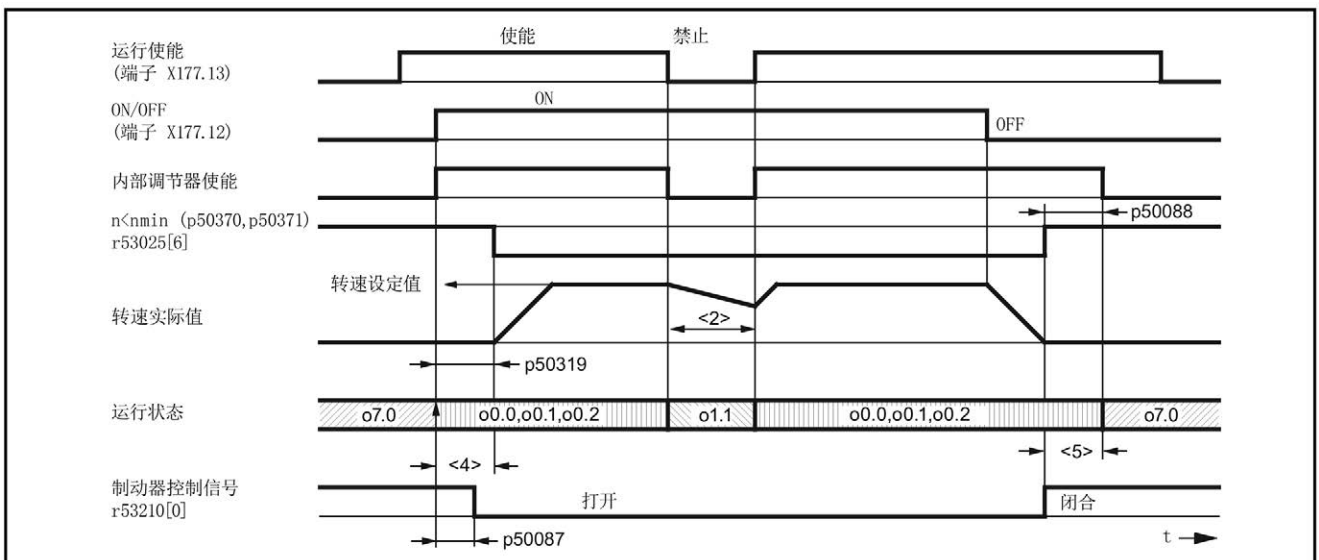 使能 禁止
运行使能
(端子 X177.13)
ON
ON/OFF
(端子 X177.12)
OFF
内部调节器使能
n<nmin (p50370,p50371)
r53025[6]
p50088
转速设定值
转速实际值
<2>
p50319
运行状态
o7.0 o0.0,o0.1,o0.2 o1.1 o0.0,o0.1,o0.2 o7.0
<4> <5>
制动器控制信号
r53210[0]
打开 闭合
p50087
t